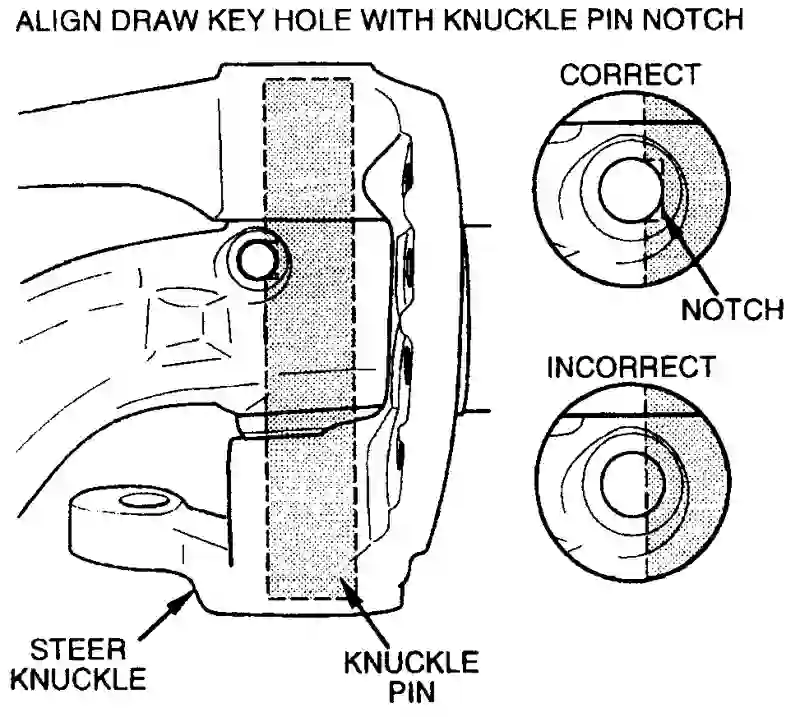 ALIGN DRAW KEY HOLE WITH KNUCKLE PIN NOTCH
CORRECT
NOTCH
INCORRECT
STEER
KNUCKLE
KNUCKLE
PIN